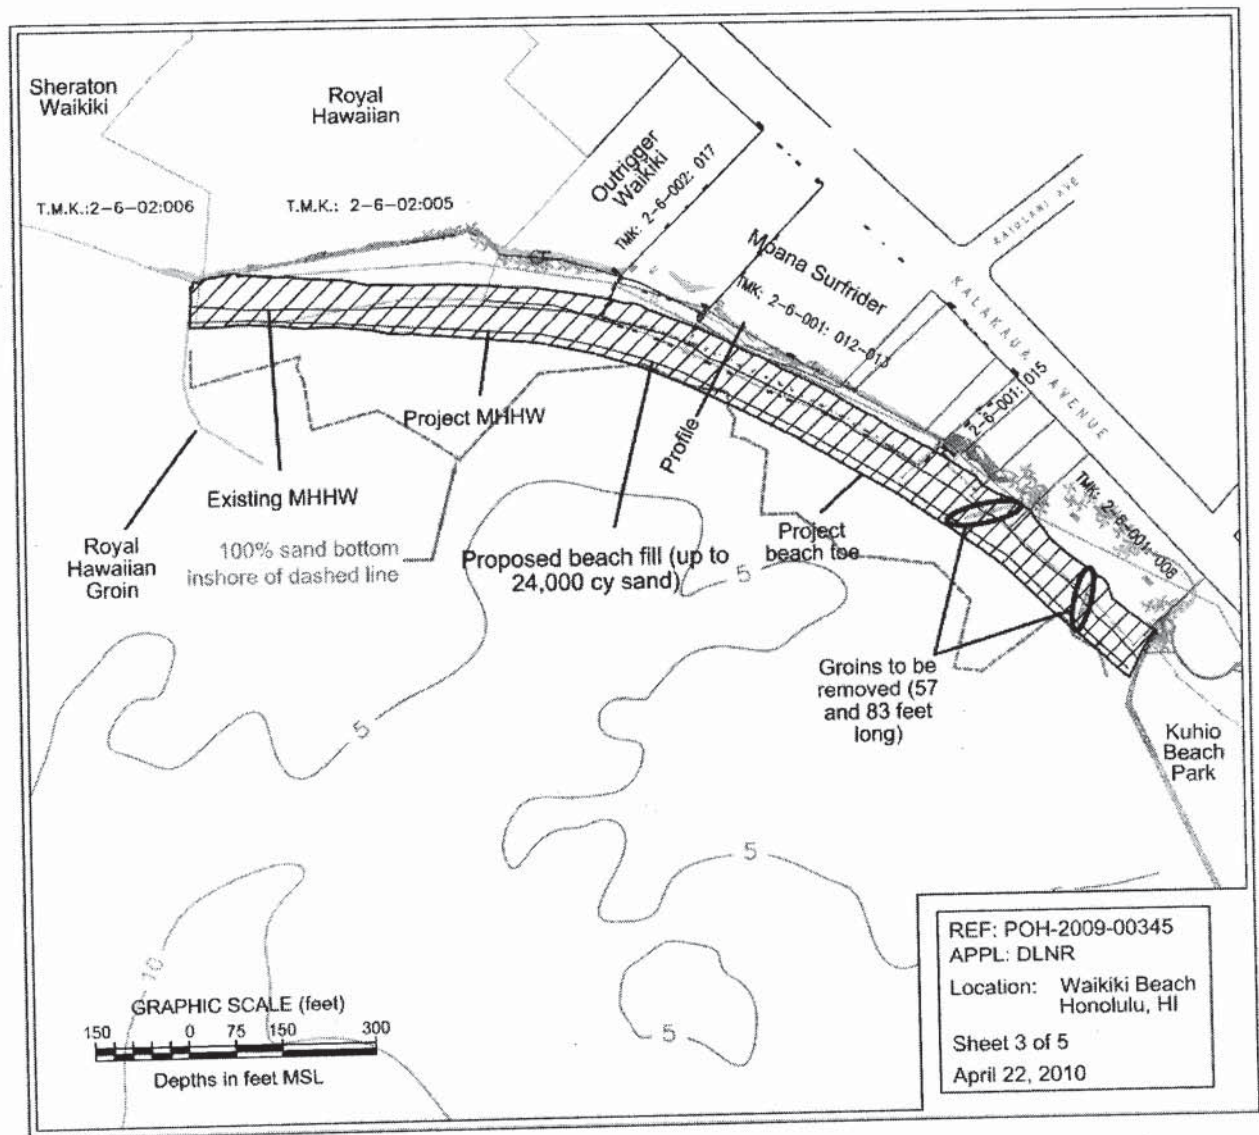 Sheraton
Waikiki
Royal
Hawaiian
Outrigger
Waikiki
TMK: 2-6-002: 017
T.M.K.:2-6-02:006
T.M.K.: 2-6-02:005
Moana Surfrider
TMK: 2-6-001: 012-013
KAIULANI AVE
KALAKAUA AVENUE
2-6-001: 015
TMK: 2-6-001: 008
Project MHHW
Profile
Existing MHHW
Royal
Hawaiian
Groin
100% sand bottom
inshore of dashed line
Proposed beach fill (up to
24,000 cy sand)
Project
beach toe
Groins to be
removed (57
and 83 feet
long)
Kuhio
Beach
Park
5
5
5
5
10
GRAPHIC SCALE (feet)
150 0 75 150 300
Depths in feet MSL
REF: POH-2009-00345
APPL: DLNR
Location: Waikiki Beach
Honolulu, HI
Sheet 3 of 5
April 22, 2010